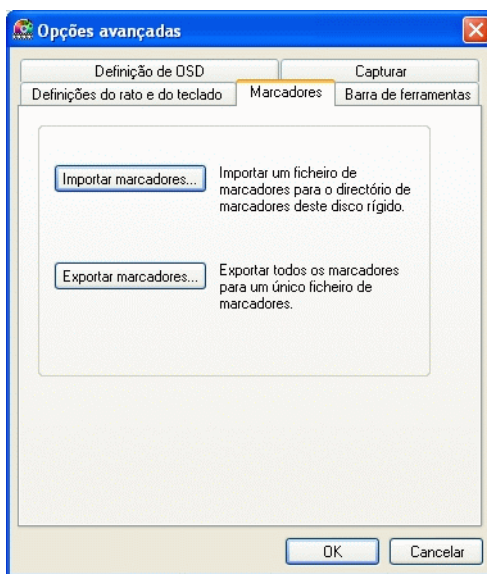 Opções avançadas
Definição de OSD
Capturar
Definições do rato e do teclado
Marcadores
Barra de ferramentas
Importar marcadores...
Importar um ficheiro de
marcadores para o directório de
marcadores deste disco rígido.
Exportar marcadores...
Exportar todos os marcadores
para um único ficheiro de
marcadores.
OK
Cancelar